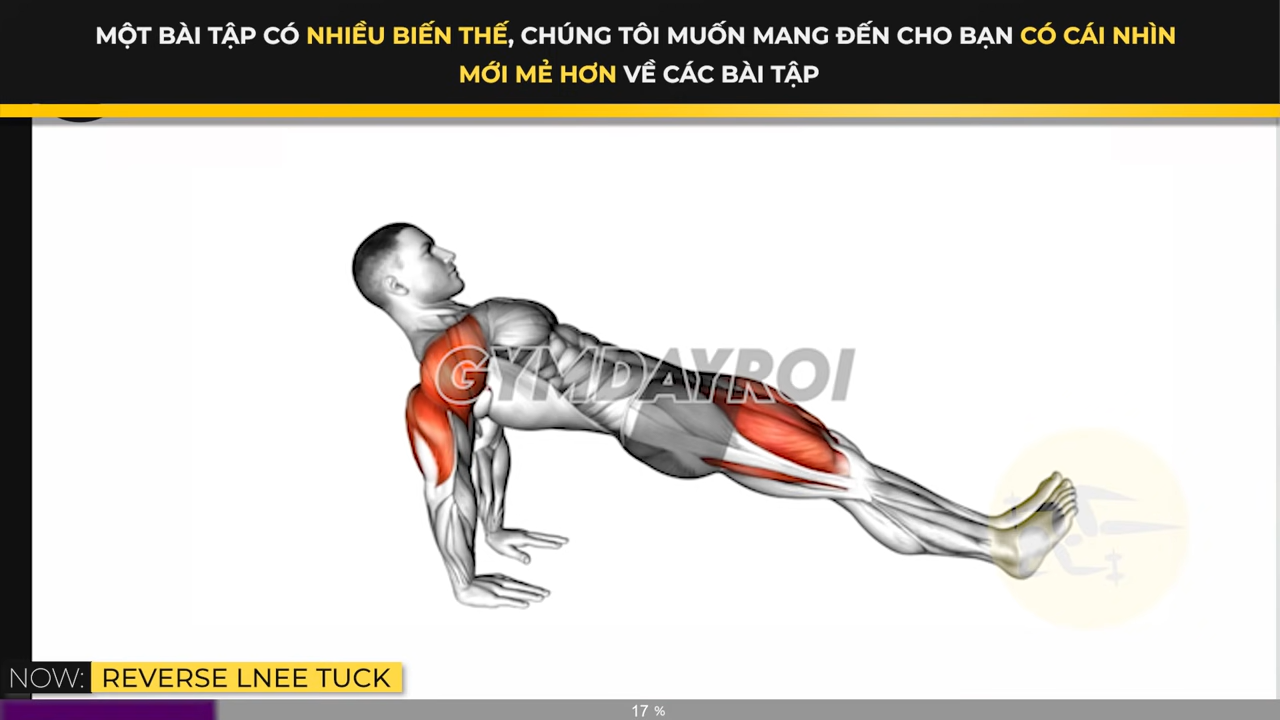 MỘT BÀI TẬP CÓ NHIỀU BIẾN THẾ, CHÚNG TÔI MUỐN MANG ĐẾN CHO BẠN CÓ CÁI NHÌN
MỚI MẺ HƠN VỀ CÁC BÀI TẬP
GYMDAYROI
NOW: REVERSE LNEE TUCK
17 %